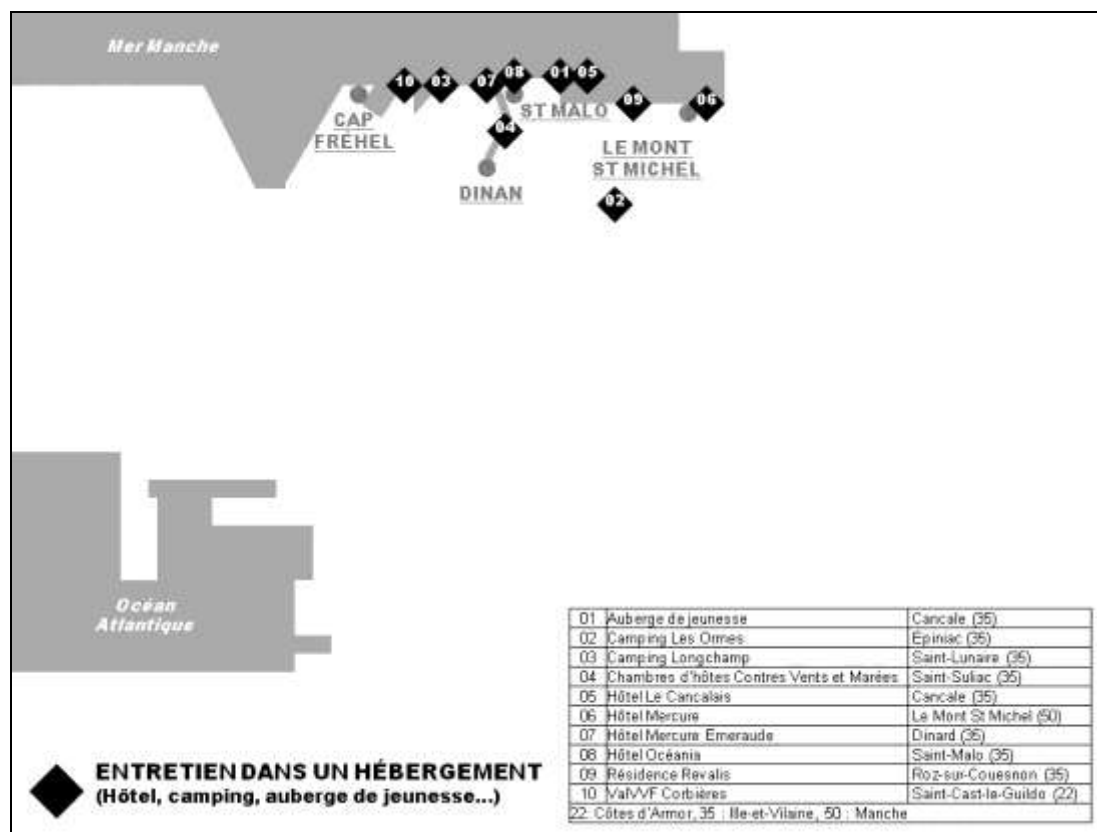 Mer Manche
10
03
07
08
01
05
09
06
CAP
FRÉHEL
ST MALO
04
LE MONT
ST MICHEL
DINAN
02
Océan
Atlantique
01 Auberge de jeunesse Cancale (35)
02 Camping Les Ormes Épiniac (35)
03 Camping Longchamp Saint-Lunaire (35)
04 Chambres d'hôtes Contres Vents et Marées Saint-Suliac (35)
05 Hôtel Le Cancalais Cancale (35)
06 Hôtel Mercure Le Mont St Michel (50)
07 Hôtel Mercure Emeraude Dinard (35)
08 Hôtel Océania Saint-Malo (35)
09 Résidence Revalis Roz-sur-Couesnon (35)
10 ValVVF Corbières Saint-Cast-le-Guildo (22)
22: Côtes d'Armor, 35 : Ille-et-Vilaine, 50 : Manche
ENTRETIEN DANS UN HÉBERGEMENT
(Hôtel, camping, auberge de jeunesse...)